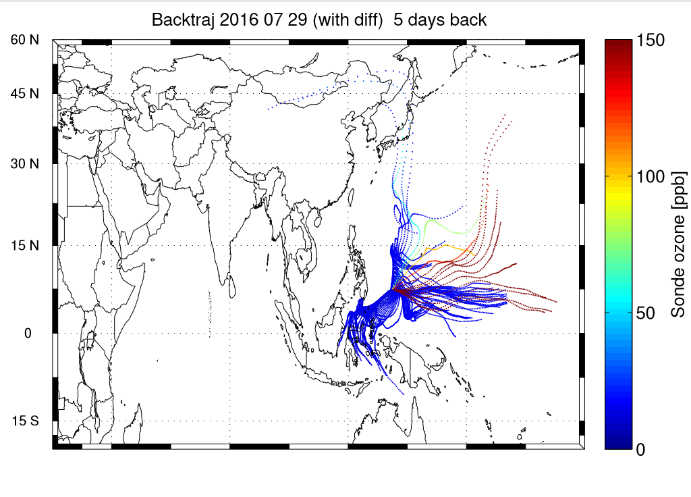 Backtraj 2016 07 29 (with diff)  5 days back
60 N
45 N
30 N
15 N
0
15 S
150
100
50
0
Sonde ozone [ppb]